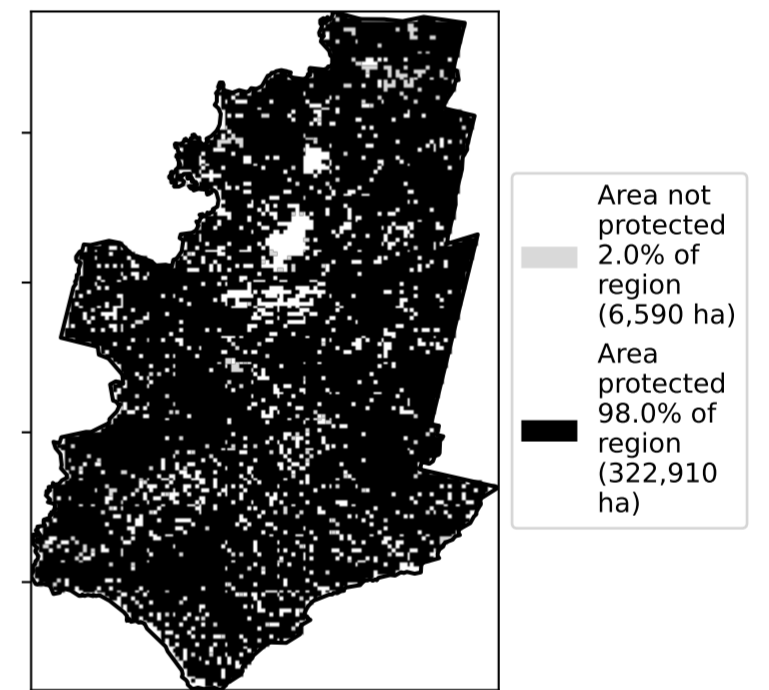 Area not
protected
2.0% of
region
(6,590 ha)
Area
protected
98.0% of
region
(322,910
ha)